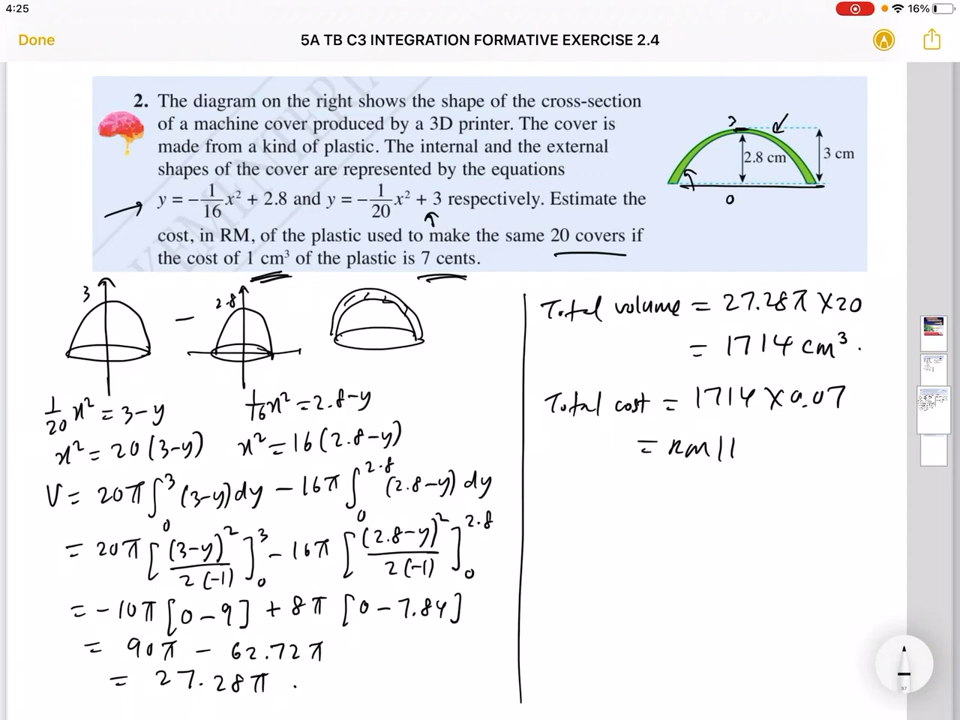 4:25
16%
Done
5A TB C3 INTEGRATION FORMATIVE EXERCISE 2.4
2. The diagram on the right shows the shape of the cross-section
of a machine cover produced by a 3D printer. The cover is
made from a kind of plastic. The internal and the external
shapes of the cover are represented by the equations
y = −1/16 x² + 2.8 and y = −1/20 x² + 3 respectively. Estimate the
cost, in RM, of the plastic used to make the same 20 covers if
the cost of 1 cm³ of the plastic is 7 cents.
3
2.8 cm
3 cm
0
3
−
2.8
1/20 x² = 3−y
1/16 x² = 2.8−y
x² = 20(3−y)
x² = 16(2.8−y)
V = 20π ∫₀³ (3−y) dy − 16π ∫₀^2.8 (2.8−y) dy
= 20π [(3−y)²/2(−1)]₀³ − 16π [(2.8−y)²/2(−1)]₀^2.8
= −10π [0−9] + 8π [0−7.84]
= 90π − 62.72π
= 27.28π.
Total volume = 27.28π × 20
= 1714 cm³.
Total cost = 1714 × 0.07
= RM 11